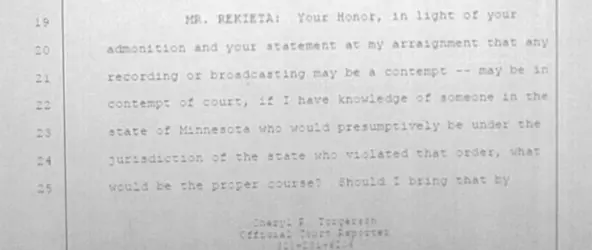 19 MR. REKIETA: Your Honor, in light of your
20 admonition and your statement at my arraignment that any
21 recording or broadcasting may be a contempt -- may be in
22 contempt of court, if I have knowledge of someone in the
23 state of Minnesota who would presumptively be under the
24 jurisdiction of the state who violated that order, what
25 would be the proper course? Should I bring that by
Cheryl F. Torgerson
Official Court Reporter